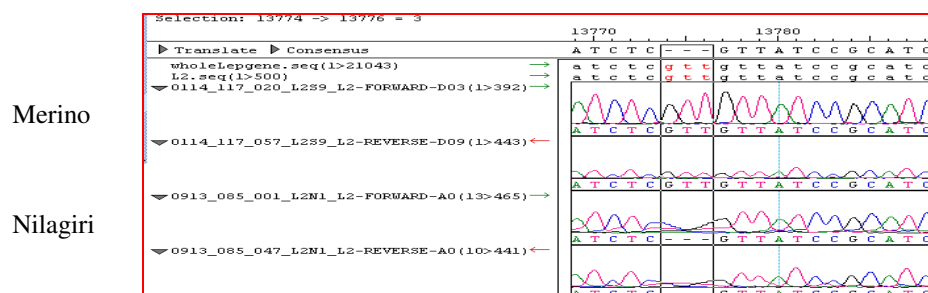 Selection: 13774 -> 13776 = 3
13770 13780
Translate Consensus A T C T C - - - G T T A T C C G C A T C
wholeLepgene.seq(1>21043) → a t c t c g t t g t t a t c c g c a t c
L2.seq(1>500) → a t c t c g t t g t t a t c c g c a t c
0114_117_020_L2S9_L2-FORWARD-D03(1>392) →
Merino
A T C T C G T T G T T A T C C G C A T C
0114_117_057_L2S9_L2-REVERSE-D09(1>443) ←
A T C T C G T T G T T A T C C G C A T C
0913_085_001_L2N1_L2-FORWARD-A0(13>465) →
Nilagiri
A T C T C - - - G T T A T C C G C A T C
0913_085_047_L2N1_L2-REVERSE-A0(10>441) ←